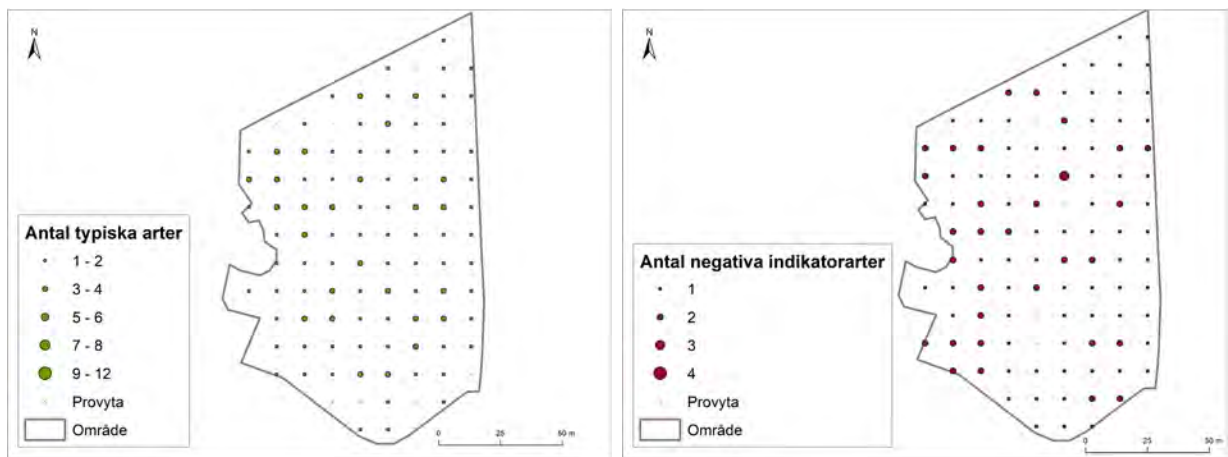 N
Antal typiska arter
1 - 2
3 - 4
5 - 6
7 - 8
9 - 12
Provyta
Område
0 25 50 m
N
Antal negativa indikatorarter
1
2
3
4
Provyta
Område
0 25 50 m